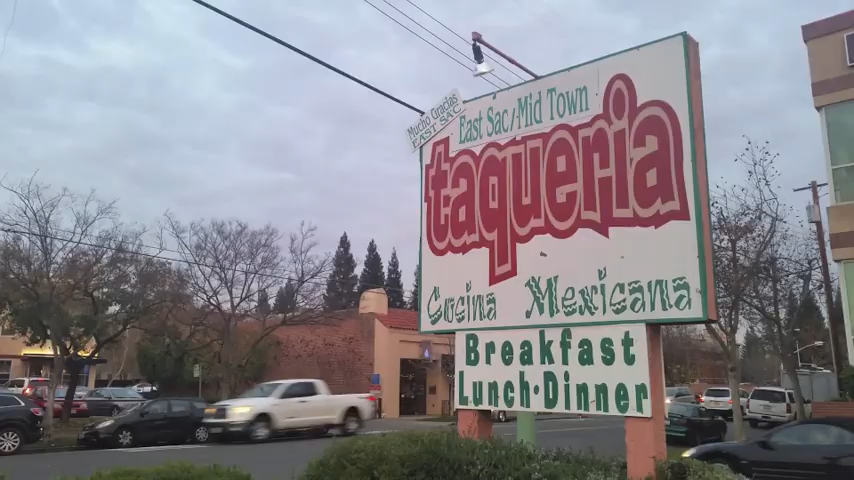 Mucho Gracias
EAST SAC
East Sac/Mid Town
taqueria
Cocina Mexicana
Breakfast
Lunch·Dinner